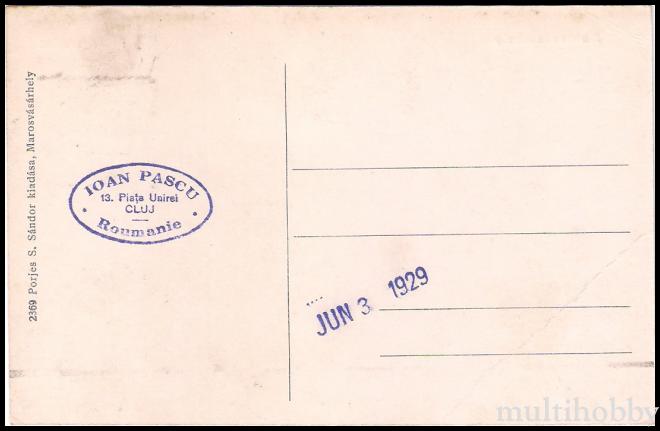 2369 Porjes S. Sándor kiadása, Marosvásárhely
IOAN PASCU
13. Piața Unirei
CLUJ
Roumanie
JUN 3 1929
multihobby